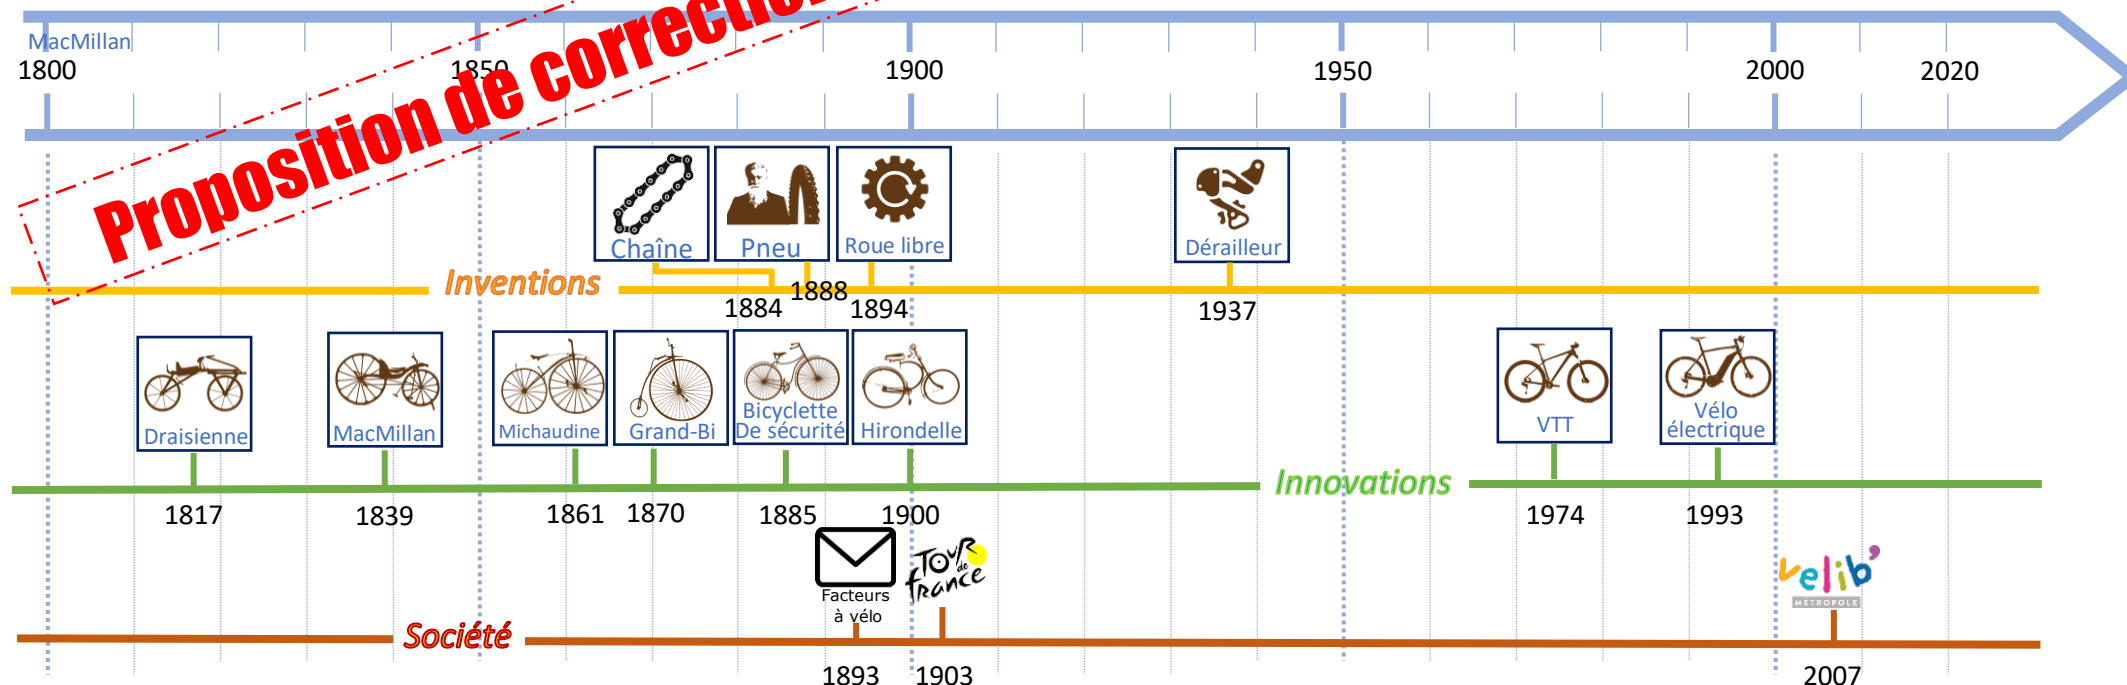 MacMillan
1800
1850
1900
1950
2000
2020
Proposition de correction
Chaîne
Pneu
Roue libre
Dérailleur
Inventions
1884
1888
1894
1937
Draisienne
MacMillan
Michaudine
Grand-Bi
Bicyclette
De sécurité
Hirondelle
VTT
Vélo
électrique
Innovations
1817
1839
1861
1870
1885
1900
1974
1993
Facteurs
à vélo
TOUR
de
france
velib'
METROPOLE
Société
1893
1903
2007